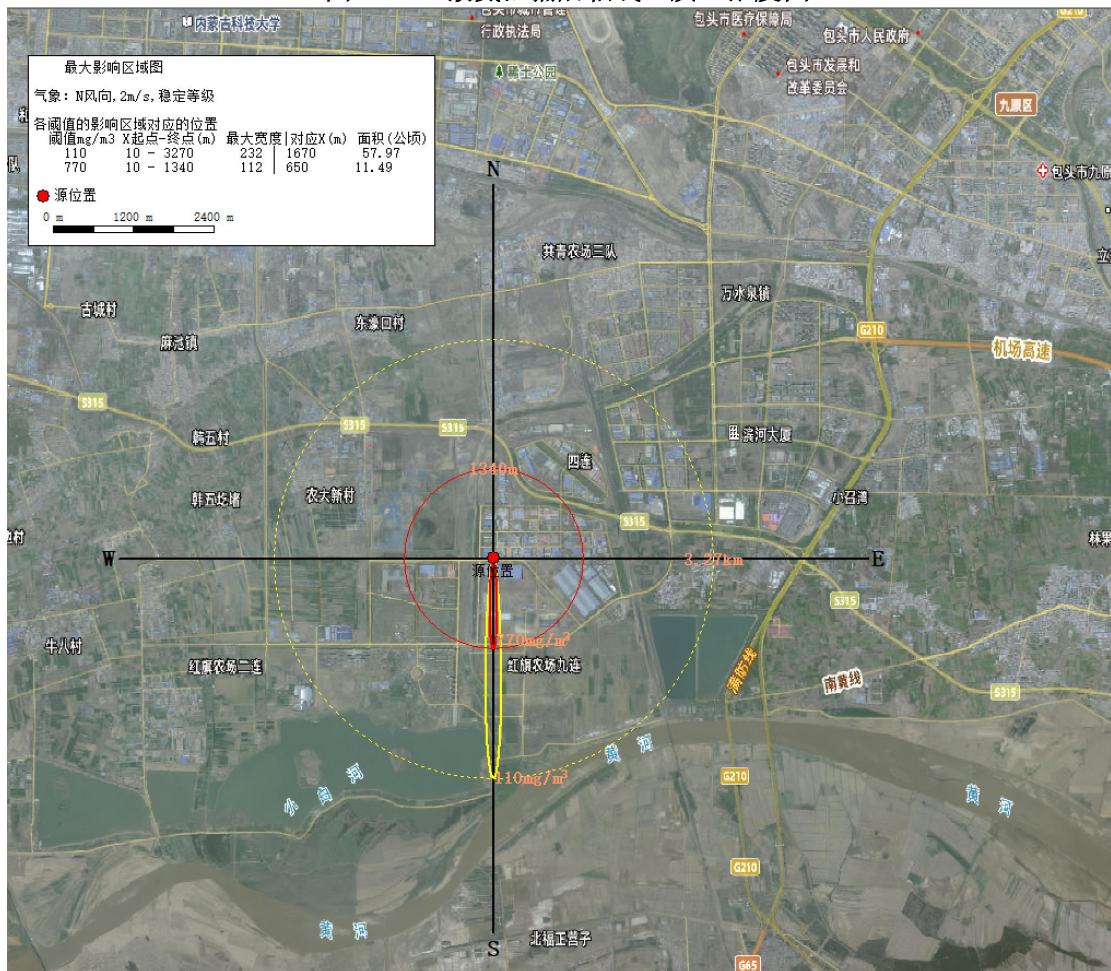 内蒙古科技大学
行政执法局
包头市医疗保障局
包头市人民政府
G210
稀土公园
包头市发展和
改革委员会
九原区
包头市九原
最大影响区域图
气象：N风向,2m/s,稳定等级
各阈值的影响区域对应的位置
阈值mg/m3 X起点-终点(m) 最大宽度|对应X(m) 面积(公顷)
110 10 - 3270 232 | 1670 57.97
770 10 - 1340 112 | 650 11.49
源位置
0 m 1200 m 2400 m
N
共青农场三队
古城村
东濠口村
万水泉镇
麻池镇
G210
机场高速
S315
S315
S315
韩五村
滨河大厦
四连
1340m
农大新村
韩五圪堵
小召湾
S315
W
3.27km
E
源位置
S315
牛八村
红旗农场二连
770mg/m³
红旗农场九连
满防线
南黄线
S315
黄河
110mg/m³
G210
小白河
黄河
G210
黄河
北福正营子
S
G65